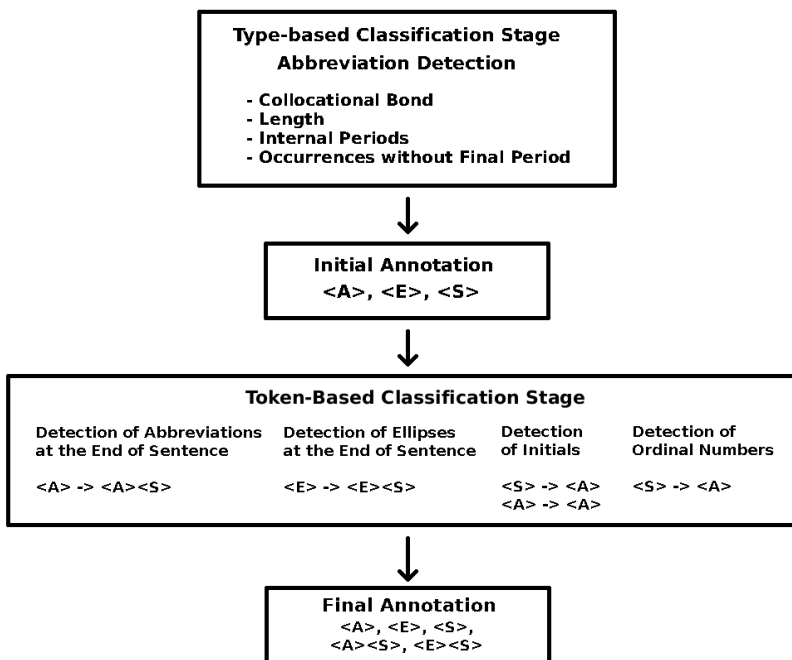 Type-based Classification Stage
Abbreviation Detection
- Collocational Bond
- Length
- Internal Periods
- Occurrences without Final Period
Initial Annotation
<A>, <E>, <S>
Token-Based Classification Stage
Detection of Abbreviations
at the End of Sentence
<A> -> <A><S>
Detection of Ellipses
at the End of Sentence
<E> -> <E><S>
Detection
of Initials
<S> -> <A>
<A> -> <A>
Detection of
Ordinal Numbers
<S> -> <A>
Final Annotation
<A>, <E>, <S>,
<A><S>, <E><S>